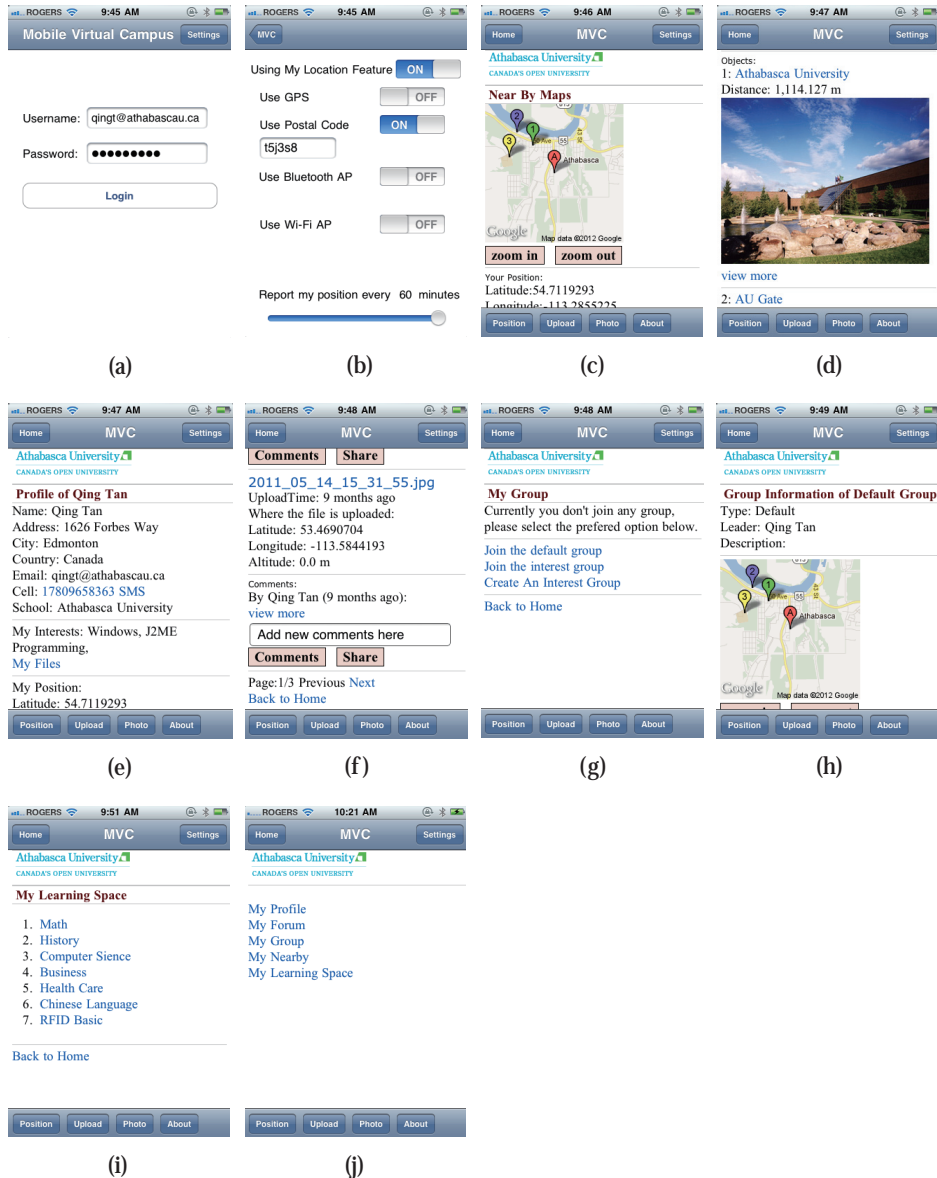 ROGERS 9:45 AM
Mobile Virtual Campus Settings
Username: qingt@athabascau.ca
Password: ●●●●●●●●●
Login
(a)
ROGERS 9:45 AM
MVC
Using My Location Feature ON
Use GPS OFF
Use Postal Code ON
t5j3s8
Use Bluetooth AP OFF
Use Wi-Fi AP OFF
Report my position every 60 minutes
(b)
ROGERS 9:46 AM
Home MVC Settings
Athabasca University
CANADA'S OPEN UNIVERSITY
Near By Maps
2
1
3
Ave 55 43 St
A Athabasca
Google Map data ©2012 Google
zoom in zoom out
Your Position:
Latitude:54.7119293
Longitude:-113.2855225
Position Upload Photo About
(c)
ROGERS 9:47 AM
Home MVC Settings
Objects:
1: Athabasca University
Distance: 1,114.127 m
view more
2: AU Gate
Position Upload Photo About
(d)
ROGERS 9:47 AM
Home MVC Settings
Athabasca University
CANADA'S OPEN UNIVERSITY
Profile of Qing Tan
Name: Qing Tan
Address: 1626 Forbes Way
City: Edmonton
Country: Canada
Email: qingt@athabascau.ca
Cell: 17809658363 SMS
School: Athabasca University
My Interests: Windows, J2ME
Programming,
My Files
My Position:
Latitude: 54.7119293
Position Upload Photo About
(e)
ROGERS 9:48 AM
Home MVC Settings
Comments Share
2011_05_14_15_31_55.jpg
UploadTime: 9 months ago
Where the file is uploaded:
Latitude: 53.4690704
Longitude: -113.5844193
Altitude: 0.0 m
Comments:
By Qing Tan (9 months ago):
view more
Add new comments here
Comments Share
Page:1/3 Previous Next
Back to Home
Position Upload Photo About
(f)
ROGERS 9:48 AM
Home MVC Settings
Athabasca University
CANADA'S OPEN UNIVERSITY
My Group
Currently you don't join any group,
please select the prefered option below.
Join the default group
Join the interest group
Create An Interest Group
Back to Home
Position Upload Photo About
(g)
ROGERS 9:49 AM
Home MVC Settings
Athabasca University
CANADA'S OPEN UNIVERSITY
Group Information of Default Group
Type: Default
Leader: Qing Tan
Description:
2
1
3
Ave 55 43 St
A Athabasca
Google Map data ©2012 Google
Position Upload Photo About
(h)
ROGERS 9:51 AM
Home MVC Settings
Athabasca University
CANADA'S OPEN UNIVERSITY
My Learning Space
1. Math
2. History
3. Computer Sience
4. Business
5. Health Care
6. Chinese Language
7. RFID Basic
Back to Home
Position Upload Photo About
(i)
ROGERS 10:21 AM
Home MVC Settings
Athabasca University
CANADA'S OPEN UNIVERSITY
My Profile
My Forum
My Group
My Nearby
My Learning Space
Position Upload Photo About
(j)